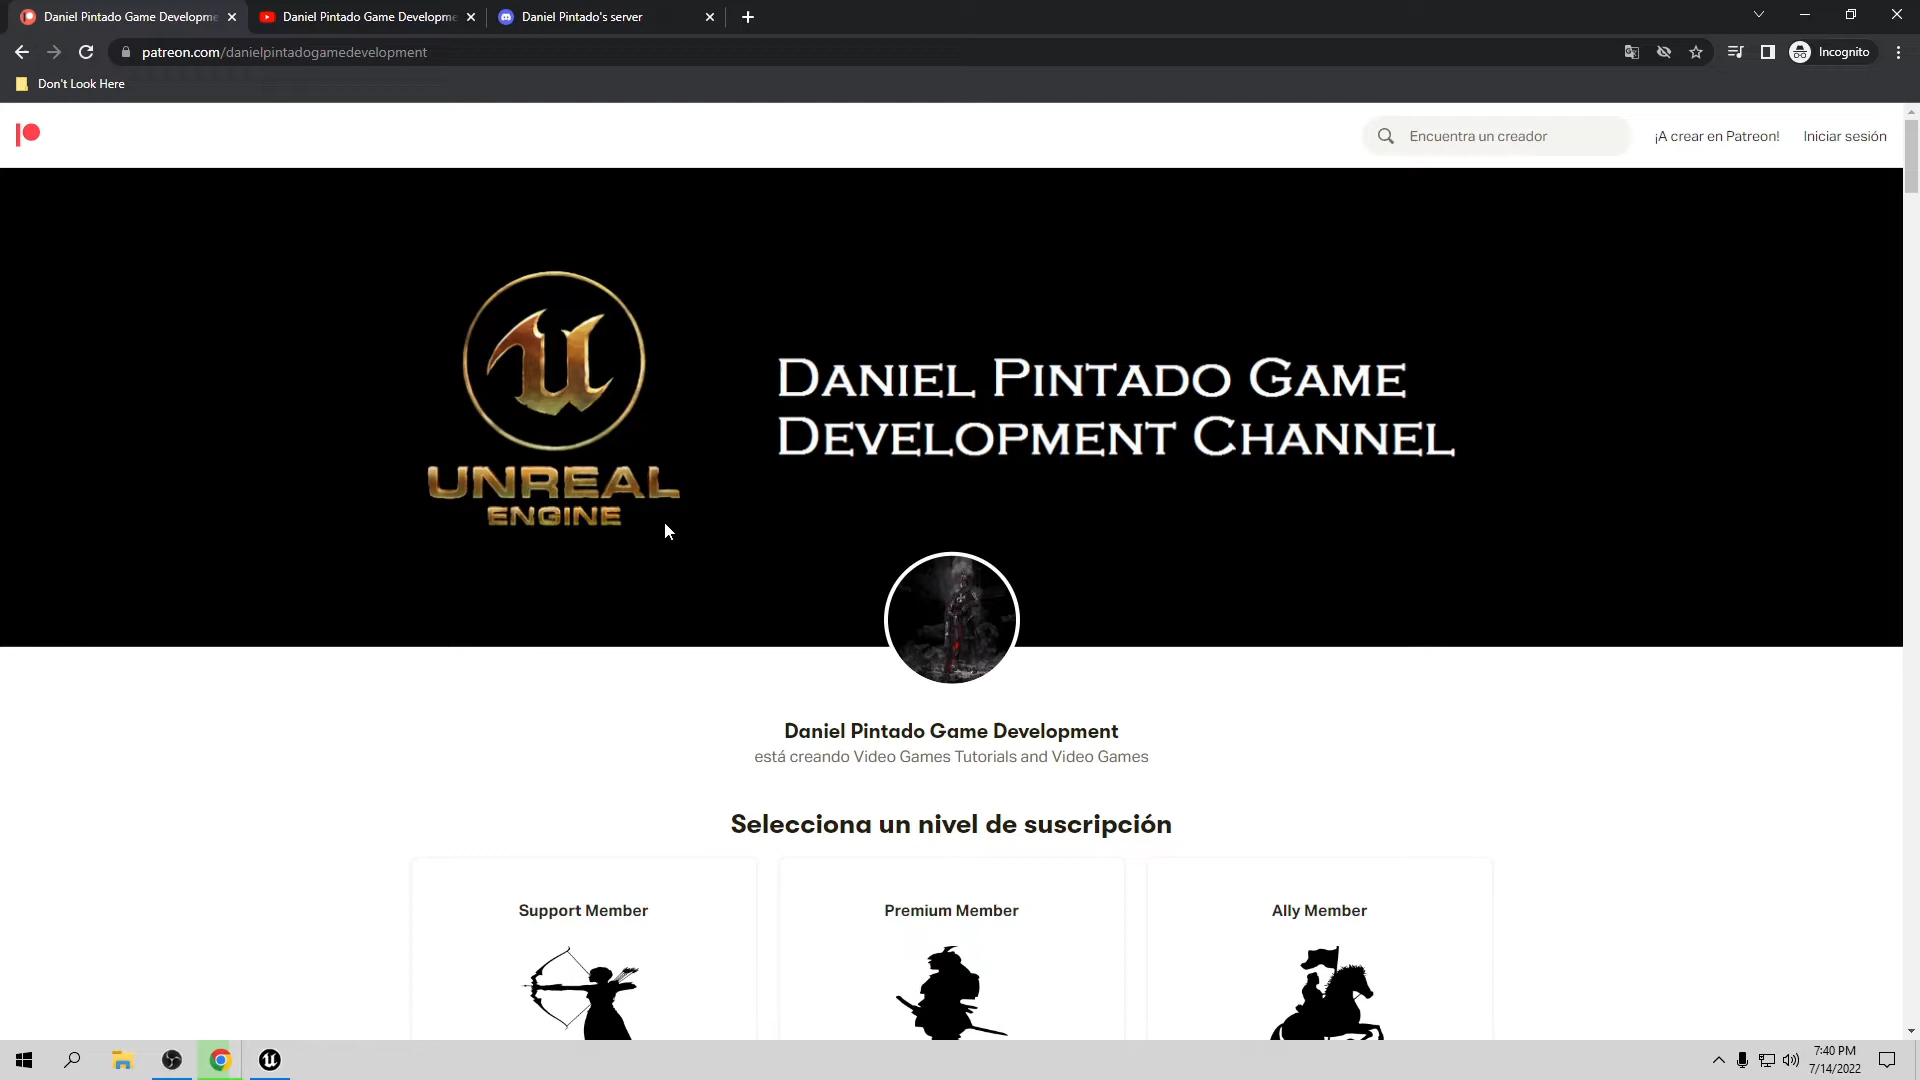 Daniel Pintado Game Developme
Daniel Pintado Game Developme
Daniel Pintado's server
patreon.com/danielpintadogamedevelopment
Incognito
Don't Look Here
Encuentra un creador
¡A crear en Patreon!
Iniciar sesión
UNREAL
ENGINE
DANIEL PINTADO GAME
DEVELOPMENT CHANNEL
Daniel Pintado Game Development
está creando Video Games Tutorials and Video Games
Selecciona un nivel de suscripción
Support Member
Premium Member
Ally Member
7:40 PM
7/14/2022